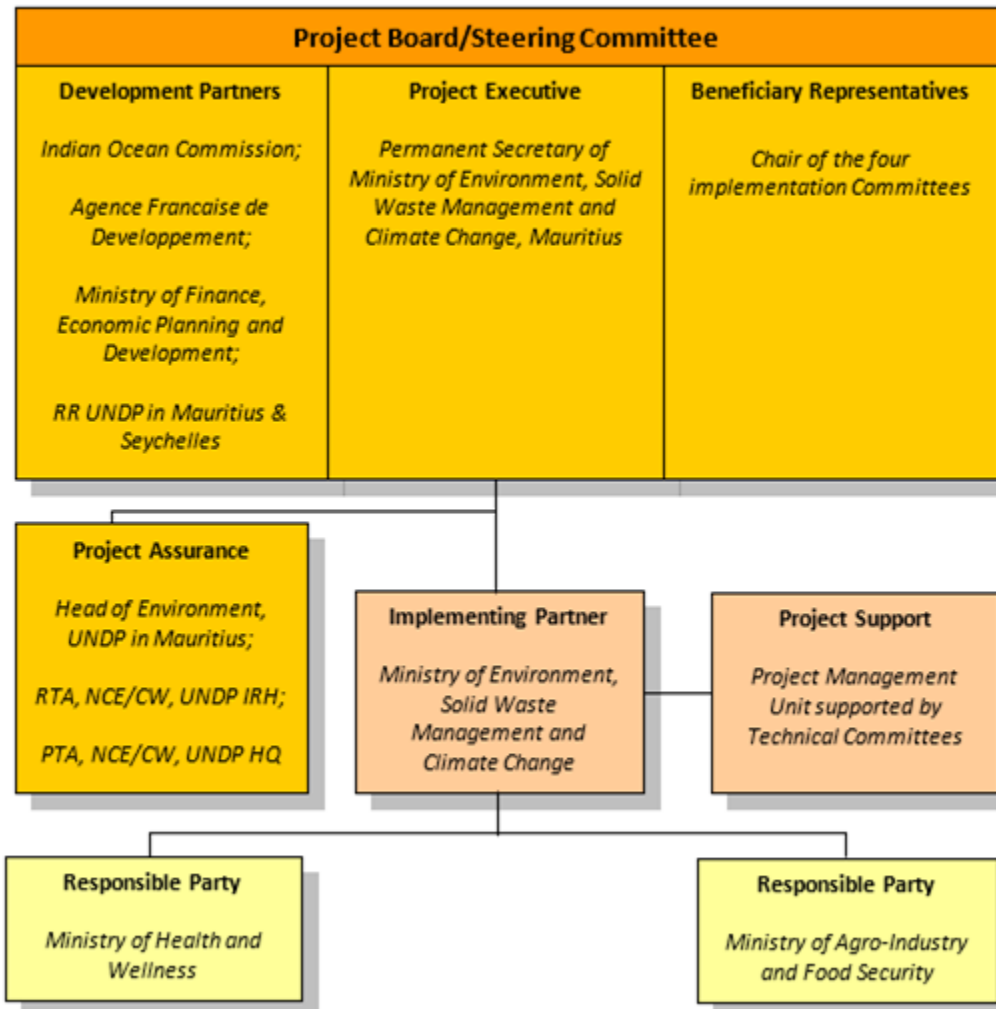 Project Board/Steering Committee
Development Partners
Indian Ocean Commission;
Agence Francaise de
Developpement;
Ministry of Finance,
Economic Planning and
Development;
RR UNDP in Mauritius &
Seychelles
Project Executive
Permanent Secretary of
Ministry of Environment, Solid
Waste Management and
Climate Change, Mauritius
Beneficiary Representatives
Chair of the four
implementation Committees
Project Assurance
Head of Environment,
UNDP in Mauritius;
RTA, NCE/CW, UNDP IRH;
PTA, NCE/CW, UNDP HQ
Implementing Partner
Ministry of Environment,
Solid Waste
Management and
Climate Change
Project Support
Project Management
Unit supported by
Technical Committees
Responsible Party
Ministry of Health and
Wellness
Responsible Party
Ministry of Agro-Industry
and Food Security